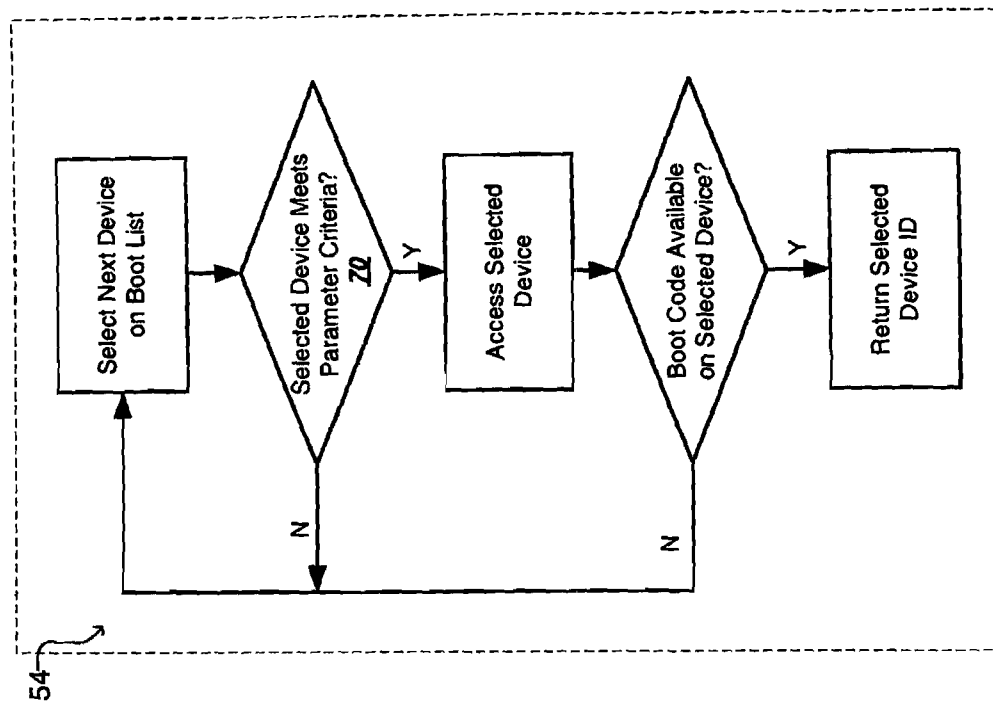 54
Select Next Device
on Boot List
Selected Device Meets
Parameter Criteria?
70
Y
N
Access Selected
Device
Boot Code Available
on Selected Device?
Y
N
Return Selected
Device ID